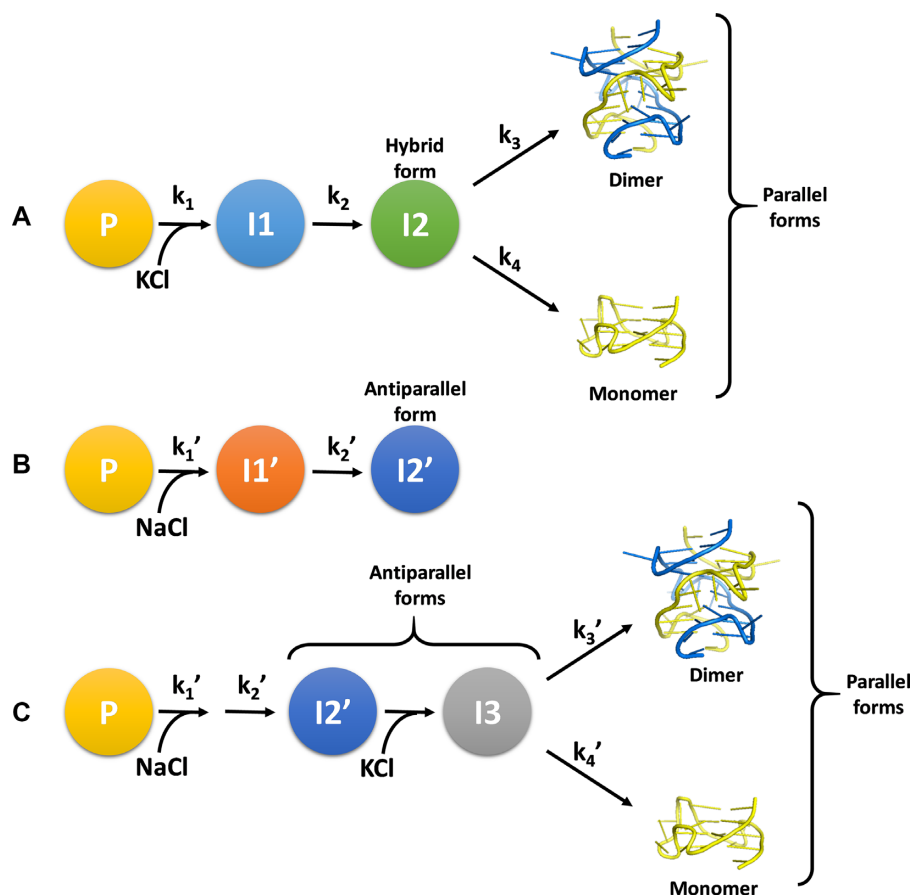 A
P
k1
KCl
I1
k2
Hybrid
form
I2
k3
Dimer
k4
Monomer
Parallel
forms
B
P
k1’
NaCl
I1’
k2’
Antiparallel
form
I2’
C
P
k1’
NaCl
k2’
Antiparallel
forms
I2’
KCl
I3
k3’
Dimer
k4’
Monomer
Parallel
forms